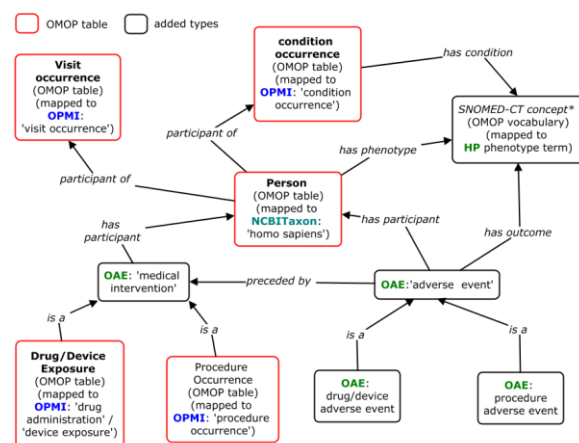 OMOP table
added types
Visit
occurrence
(OMOP table)
(mapped to
OPMI:
'visit occurrence')
condition
occurrence
(OMOP table)
(mapped to
OPMI: 'condition
occurrence')
has condition
SNOMED-CT concept*
(OMOP vocabulary)
(mapped to
HP phenotype term)
participant of
has phenotype
participant of
Person
(OMOP table)
(mapped to
NCBITaxon:
'homo sapiens')
has
participant
has participant
has outcome
OAE: 'medical
intervention'
preceded by
OAE:'adverse event'
is a
is a
is a
is a
Drug/Device
Exposure
(OMOP table)
(mapped to
OPMI: 'drug
administration' /
'device exposure')
Procedure
Occurrence
(OMOP table)
(mapped to
OPMI: 'procedure
occurrence')
OAE:
drug/device
adverse event
OAE:
procedure
adverse event